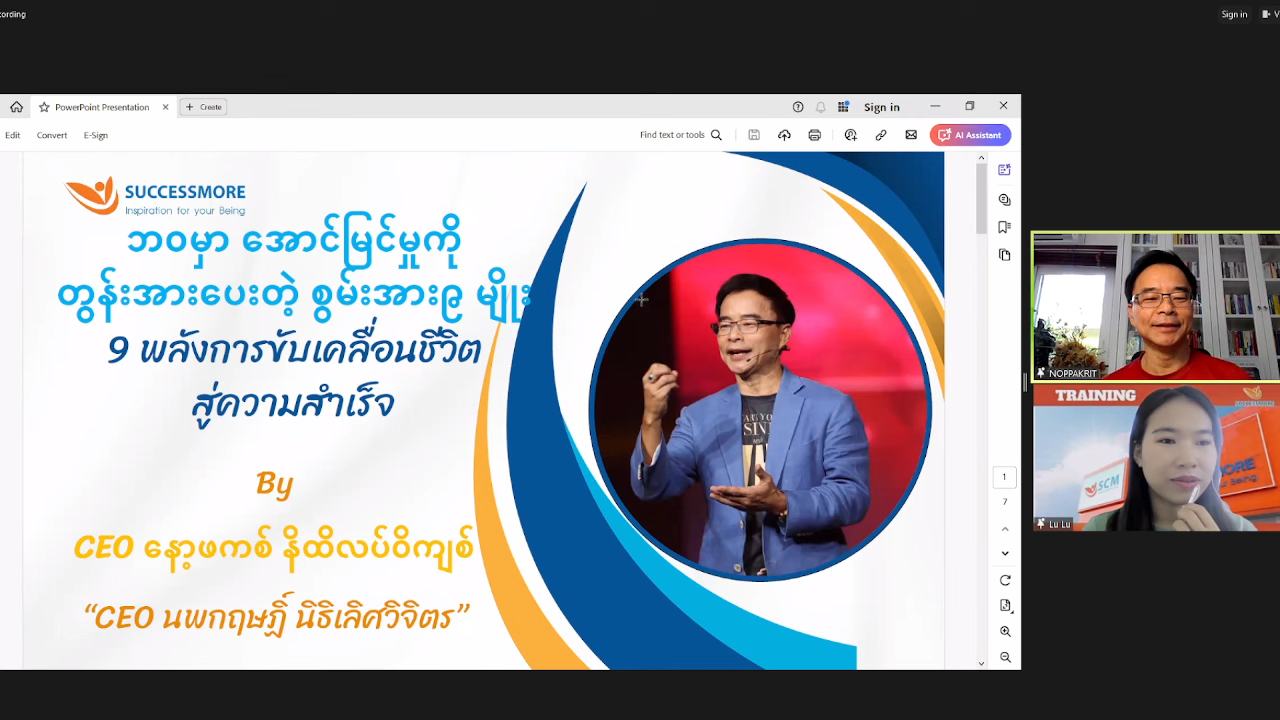 cording
Sign in
PowerPoint Presentation
Create
Sign in
Edit Convert E-Sign
Find text or tools
AI Assistant
SUCCESSMORE
Inspiration for your Being
ဘဝမှာ အောင်မြင်မှုကို
တွန်းအားပေးတဲ့ စွမ်းအား၉ မျိုး
9 พลังการขับเคลื่อนชีวิต
สู่ความสำเร็จ
By
CEO နော့ဖကစ် နိထိလပ်ဝိကျစ်
“CEO นพกฤษฏิ์ นิธิเลิศวิจิตร”
1
7
NOPPAKRIT
TRAINING
SUCCESSMORE
SCM
Lu Lu